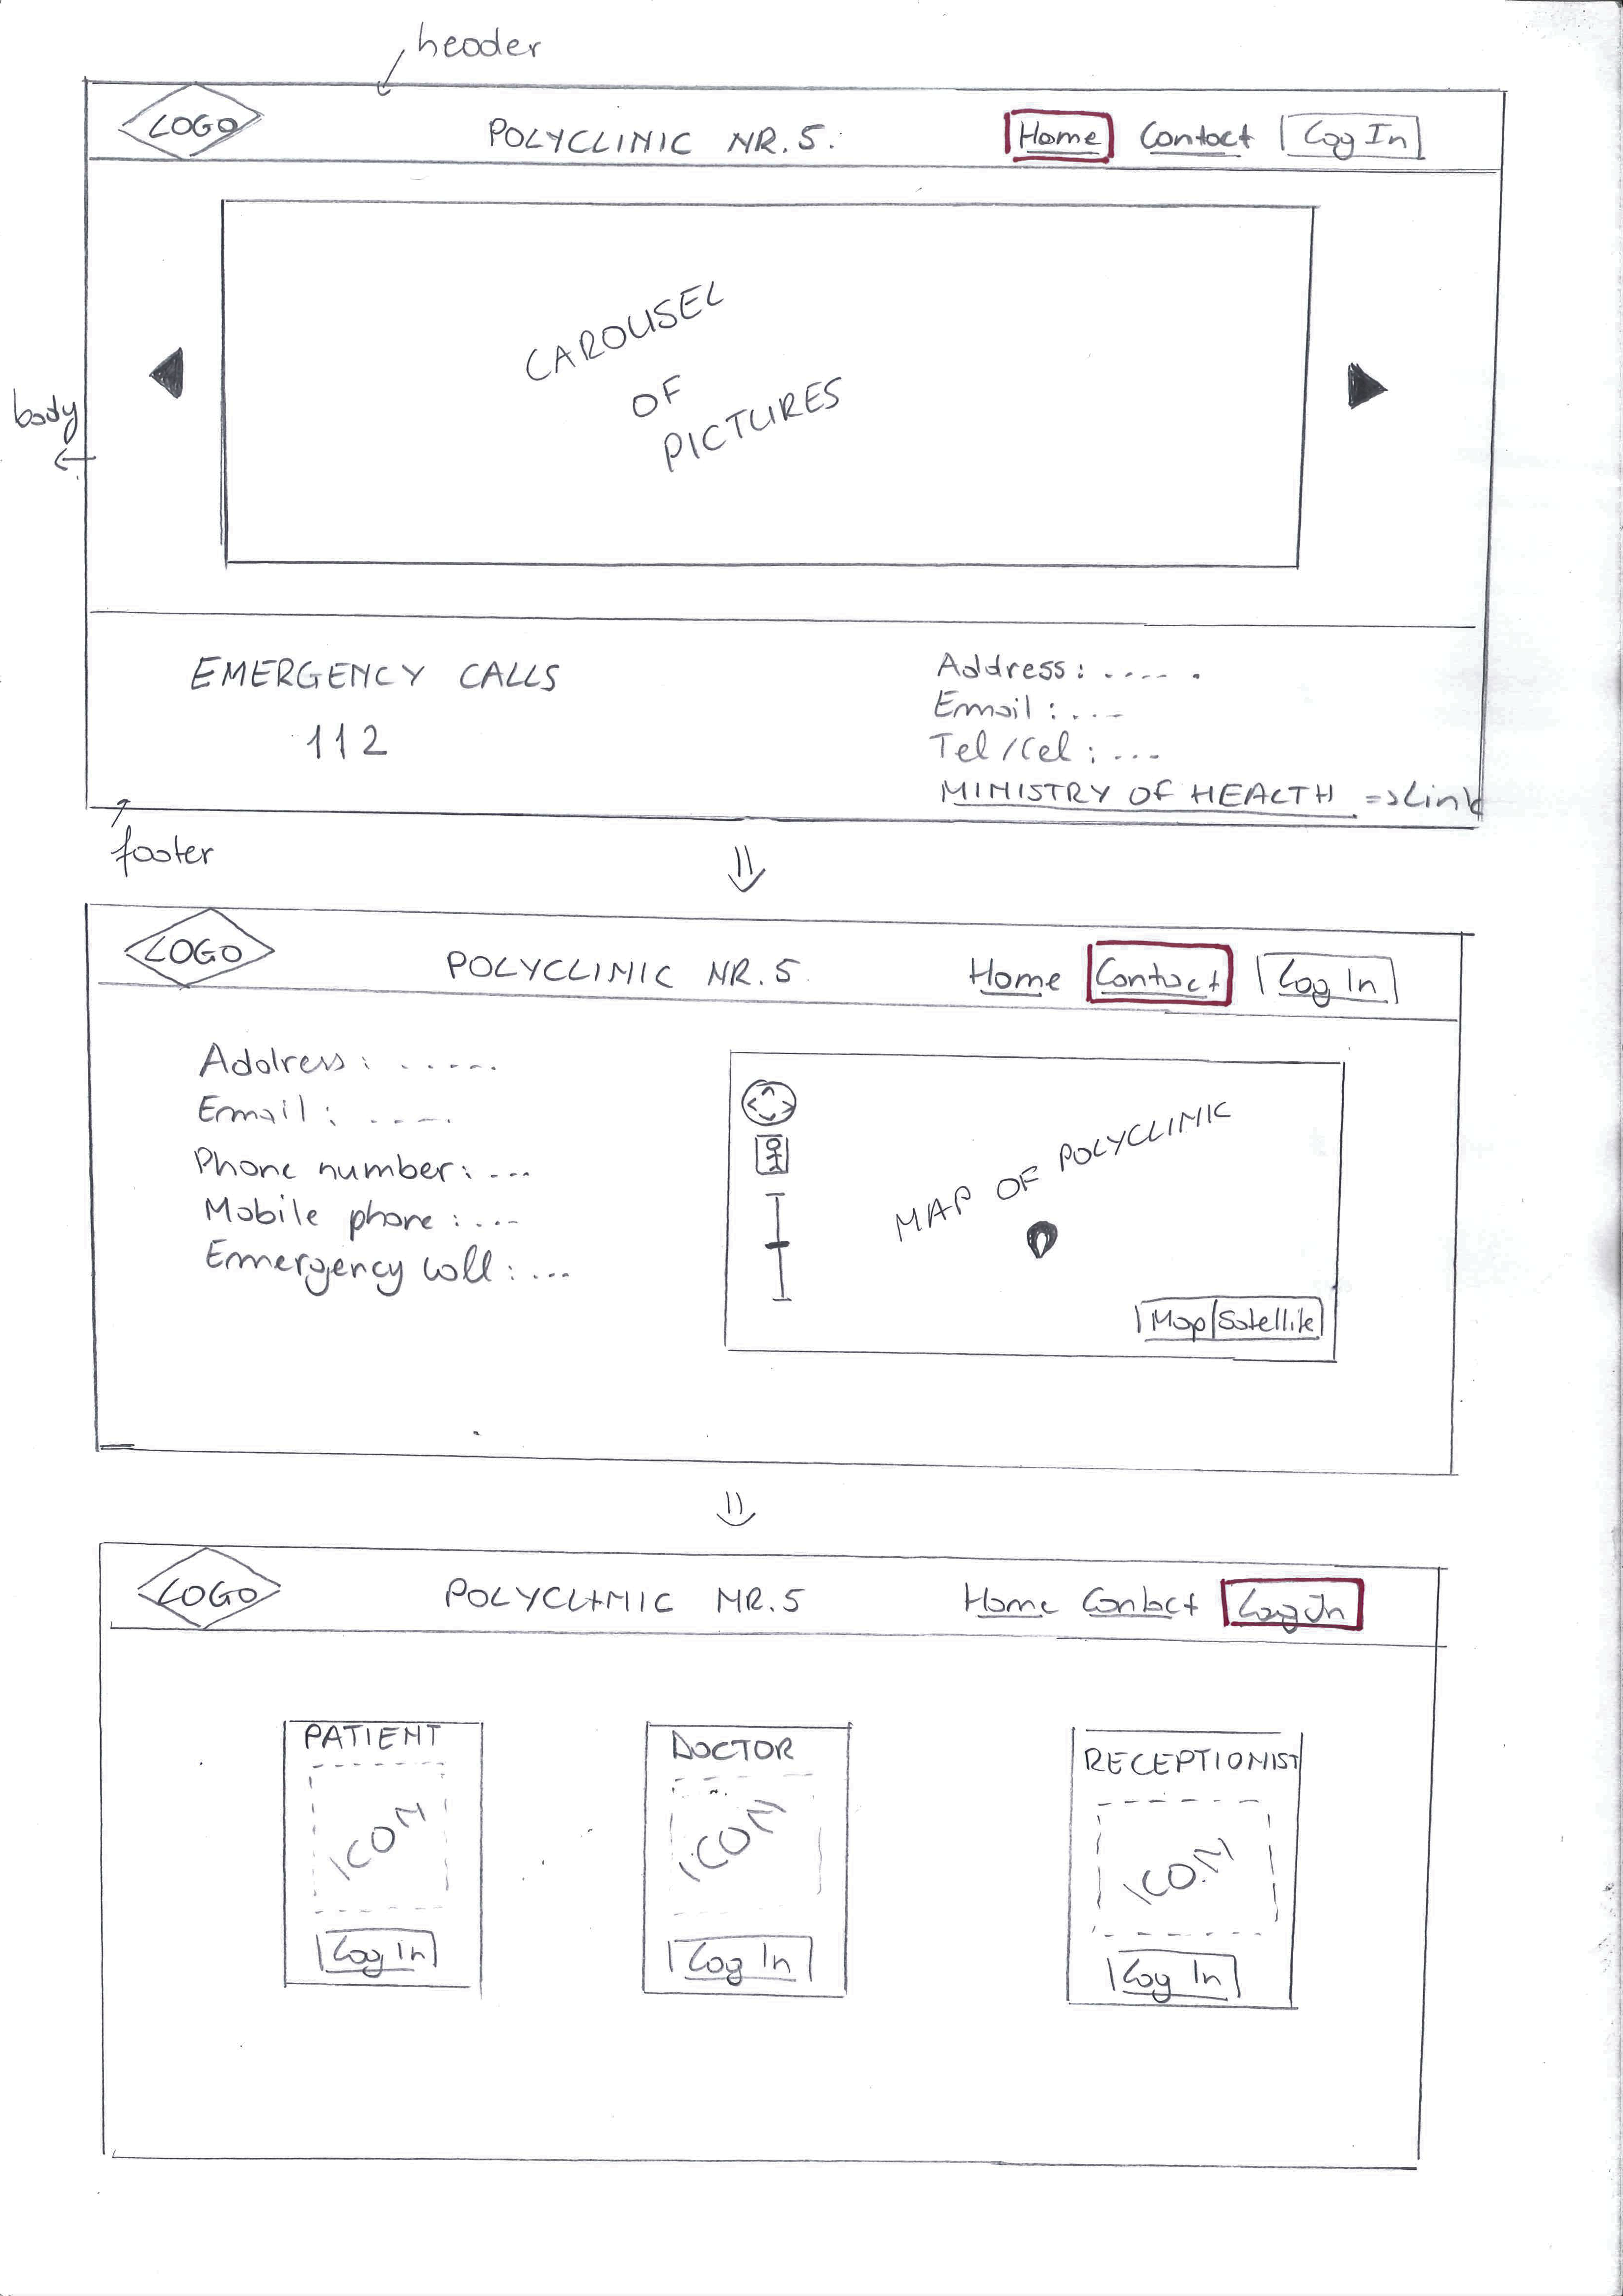 header
LOGO POLYCLINIC NR. 5. Home Contact Log In
CAROUSEL
OF
PICTURES
body
EMERGENCY CALLS
112
Address: ..... .
Email: ....
Tel/Cel: ...
MINISTRY OF HEALTH => Link
footer
LOGO POLYCLINIC NR. 5. Home Contact Log In
Address: .....
Email: .....
Phone number: ...
Mobile phone: ...
Emergency call: ...
MAP OF POLYCLINIC
Map Satellite
LOGO POLYCLINIC NR. 5 Home Contact Log In
PATIENT DOCTOR RECEPTIONIST
ICON ICON ICON
Log In Log In Log In